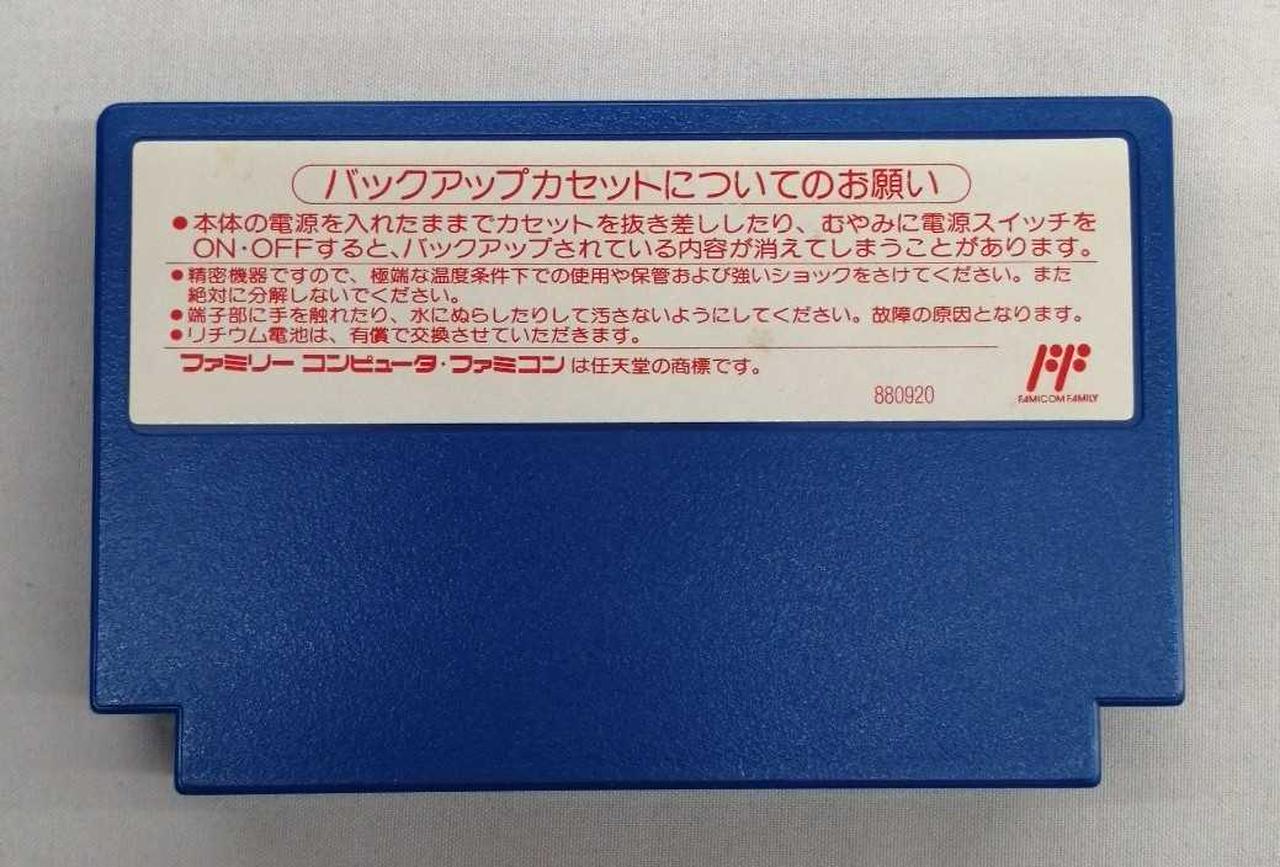 バックアップカセットについてのお願い
●本体の電源を入れたままでカセットを抜き差ししたり、むやみに電源スイッチを
ON・OFFすると、バックアップされている内容が消えてしまうことがあります。
●精密機器ですので、極端な温度条件下での使用や保管および強いショックをさけてください。また
絶対に分解しないでください。
●端子部に手を触れたり、水にぬらしたりして汚さないようにしてください。故障の原因となります。
●リチウム電池は、有償で交換させていただきます。
ファミリー コンピュータ・ファミコン は任天堂の商標です。
880920
FF
FAMICOM FAMILY